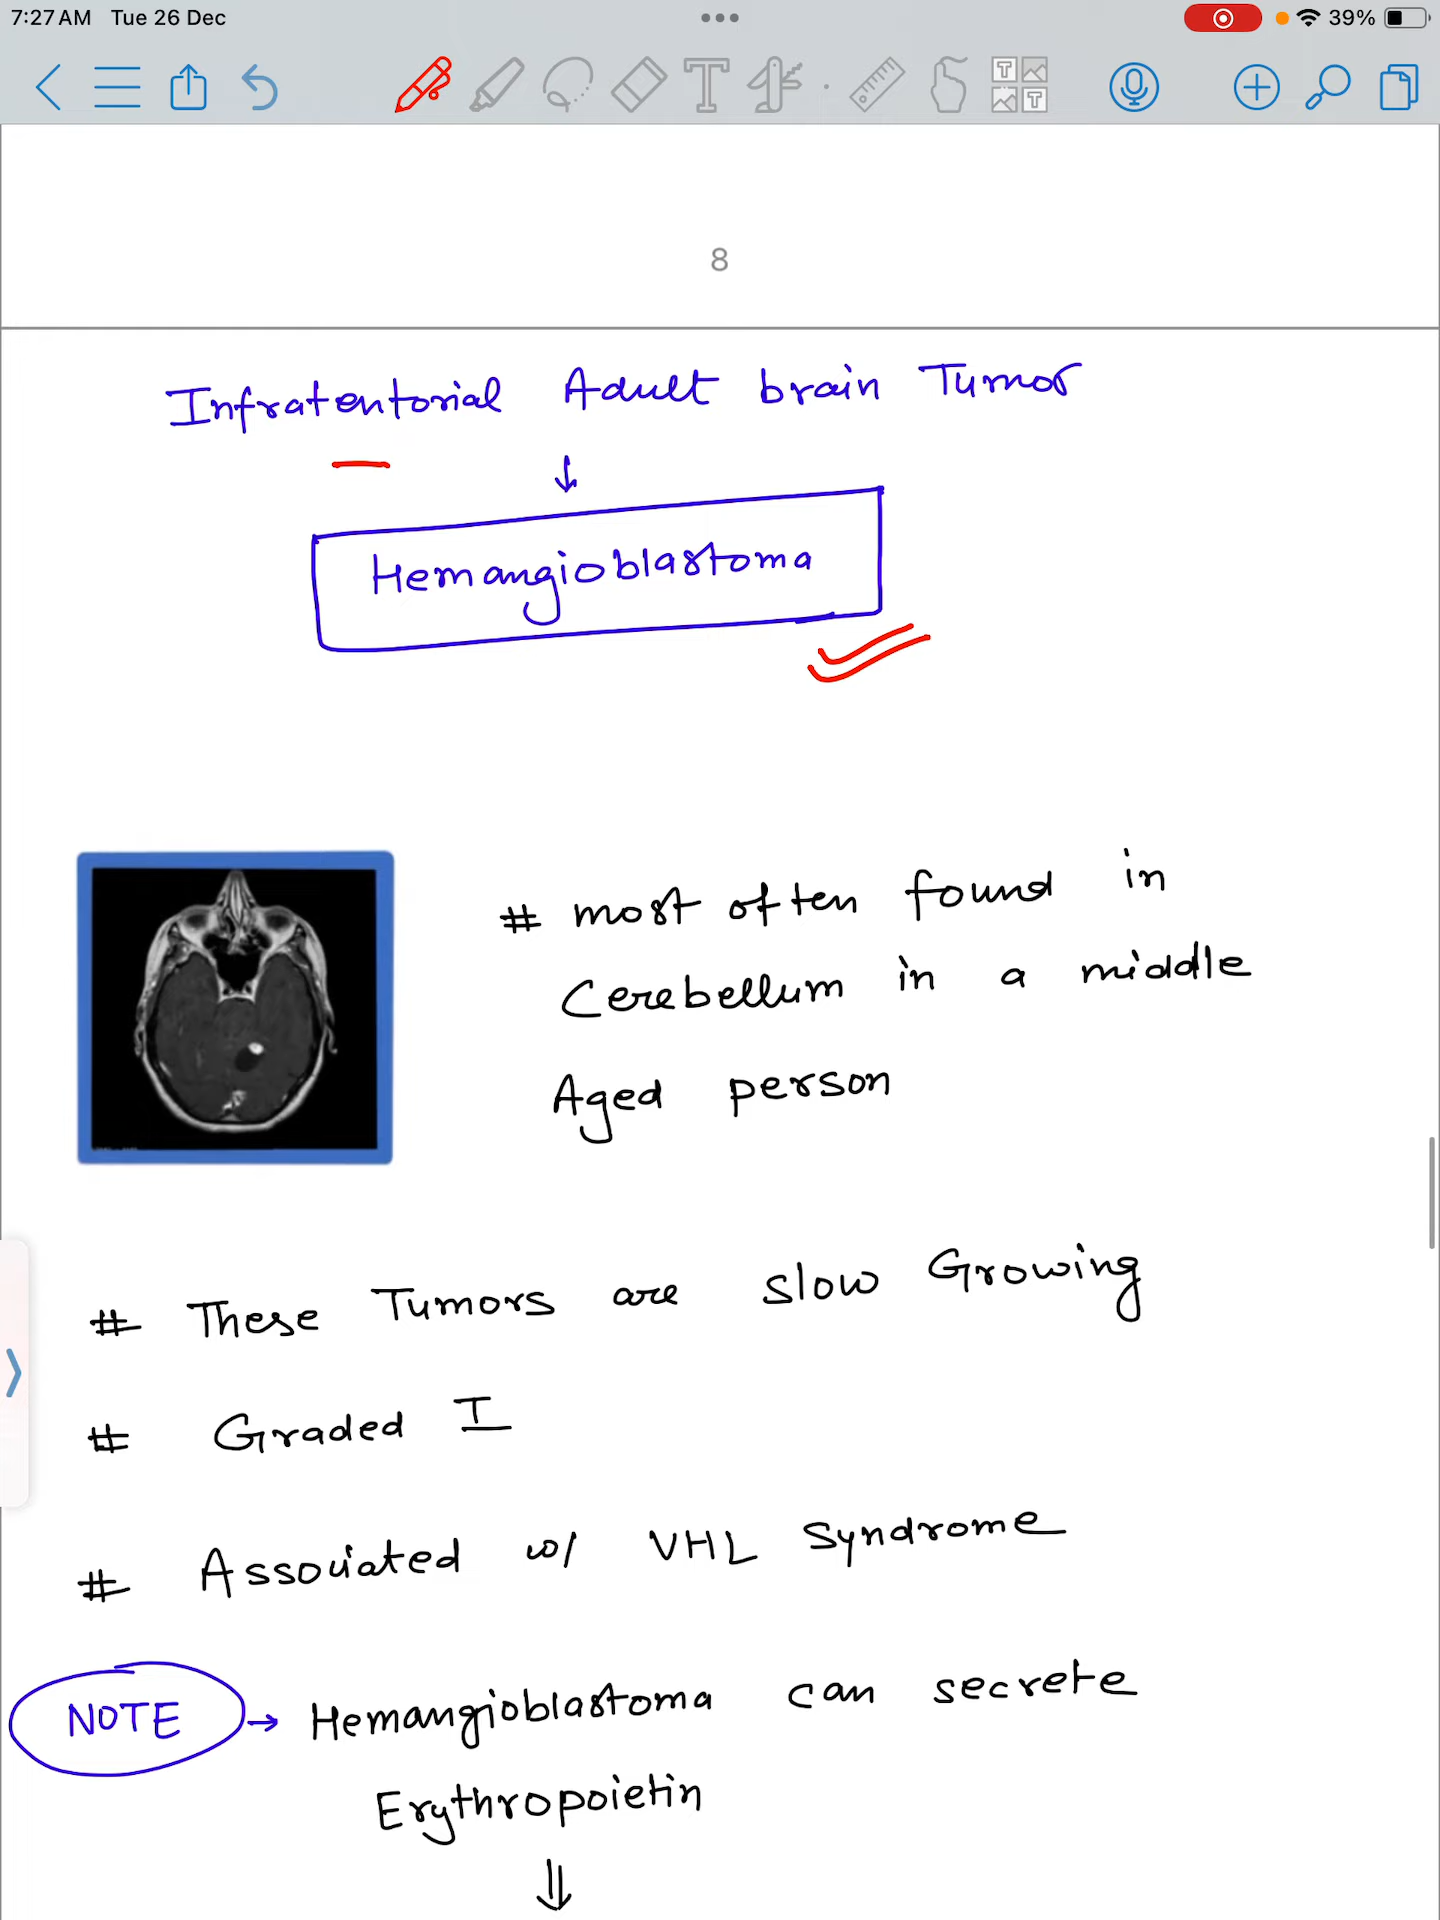 7:27 AM Tue 26 Dec
39%
8
Infratentorial Adult brain Tumor
Hemangioblastoma
# most often found in
Cerebellum in a middle
Aged person
# These Tumors are slow Growing
# Graded I
# Associated w/ VHL Syndrome
NOTE → Hemangioblastoma can secrete
Erythropoietin